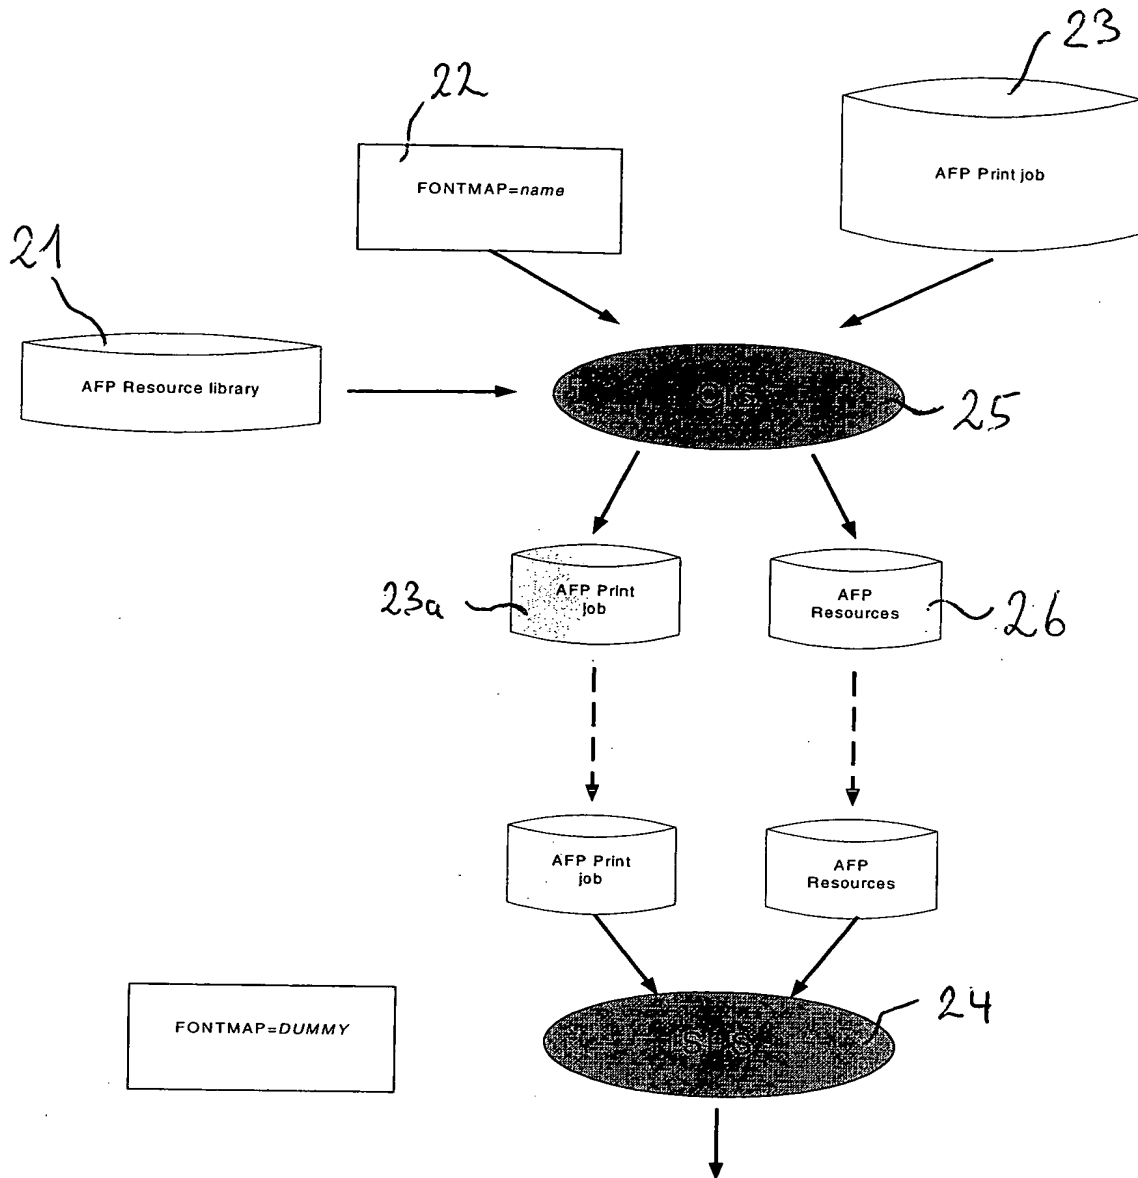 23
22
AFP Print job
FONTMAP=name
21
AFP Resource library
25
AFP Print
job
AFP
Resources
23a
26
AFP Print
job
AFP
Resources
FONTMAP=DUMMY
24